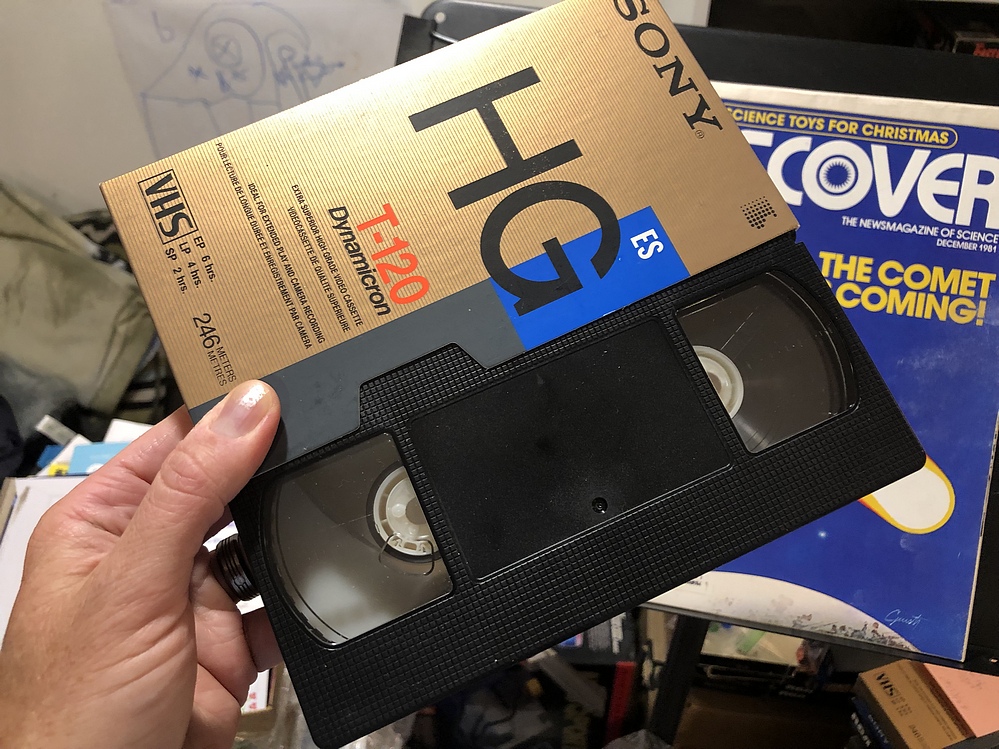 SONY®
HG
ES
T-120
Dynamicron
EXTRA SUPERIOR HIGH GRADE VIDEO CASSETTE
VIDEOCASSETTE DE QUALITE SUPERIEURE
IDEAL FOR EXTENDED PLAY AND CAMERA RECORDING
POUR LECTURE DE LONGUE DURÉE ET ENREGISTREMENT PAR CAMERA
VHS
EP 6 hrs.
LP 4 hrs.
SP 2 hrs.
246 METERS
METRES
SCIENCE TOYS FOR CHRISTMAS
COVER
THE NEWSMAGAZINE OF SCIENCE
DECEMBER 1981
THE COMET
COMING!
VHS